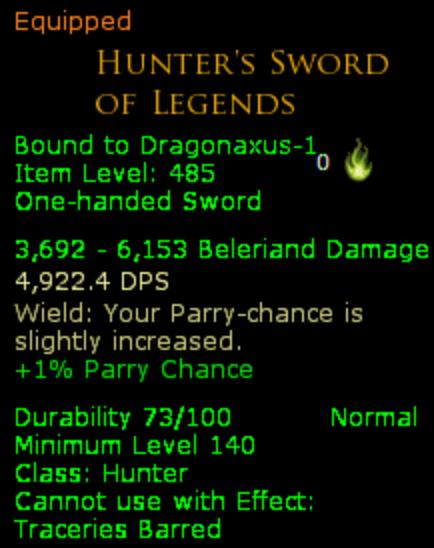 Equipped
Hunter's Sword
of Legends
Bound to Dragonaxus-1
0
Item Level: 485
One-handed Sword
3,692 - 6,153 Beleriand Damage
4,922.4 DPS
Wield: Your Parry-chance is
slightly increased.
+1% Parry Chance
Durability 73/100 Normal
Minimum Level 140
Class: Hunter
Cannot use with Effect:
Traceries Barred